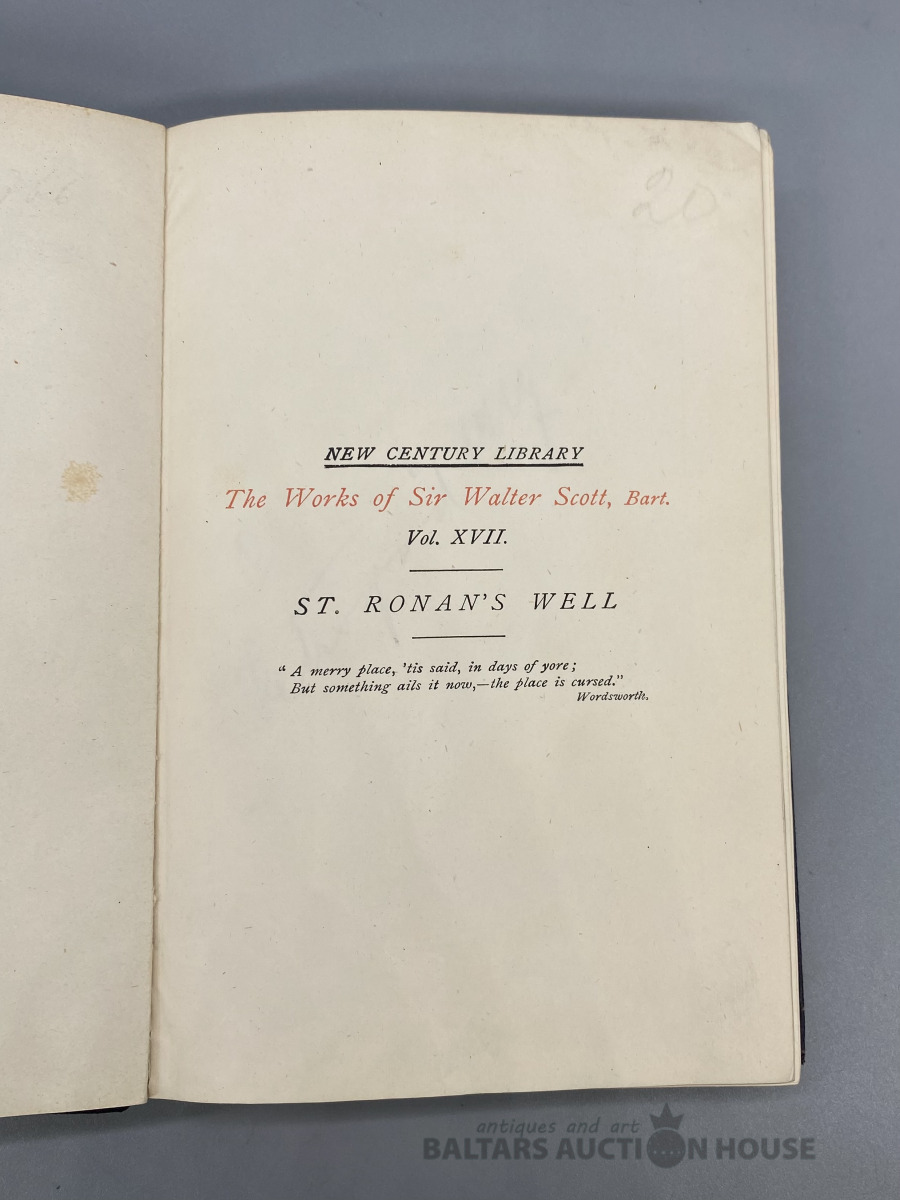 20
NEW CENTURY LIBRARY
The Works of Sir Walter Scott, Bart.
Vol. XVII.
ST. RONAN'S WELL
“ A merry place, 'tis said, in days of yore ;
But something ails it now,—the place is cursed.”
Wordsworth.
antiques and art
BALTARS AUCTION HOUSE